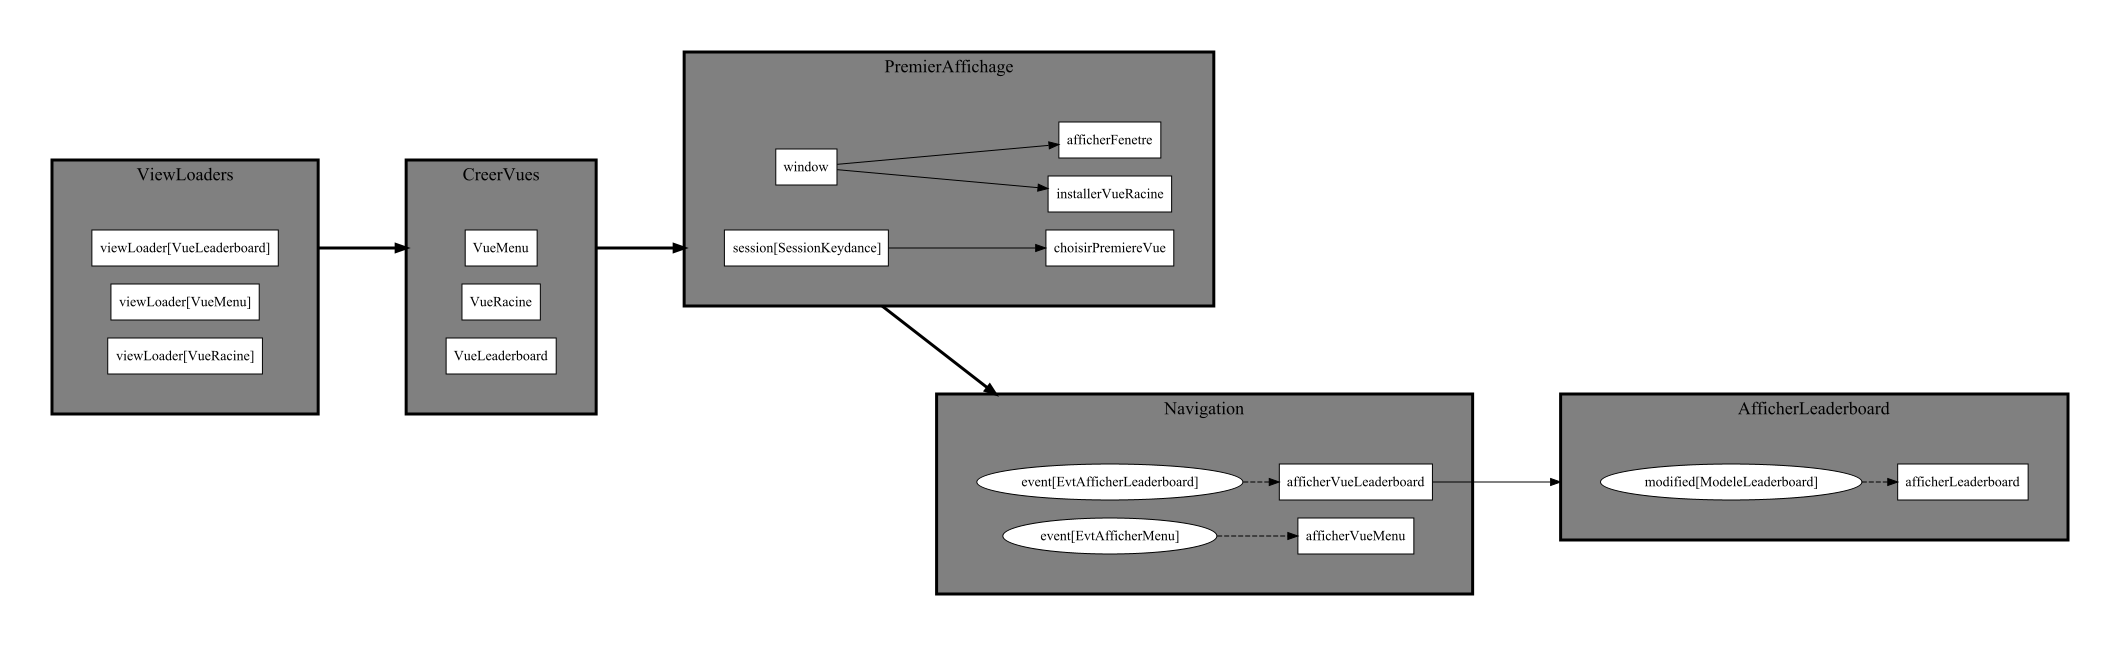 ViewLoaders
viewLoader[VueLeaderboard]
viewLoader[VueMenu]
viewLoader[VueRacine]
CreerVues
VueMenu
VueRacine
VueLeaderboard
PremierAffichage
window
afficherFenetre
installerVueRacine
session[SessionKeydance]
choisirPremiereVue
Navigation
event[EvtAfficherLeaderboard]
afficherVueLeaderboard
event[EvtAfficherMenu]
afficherVueMenu
AfficherLeaderboard
modified[ModeleLeaderboard]
afficherLeaderboard